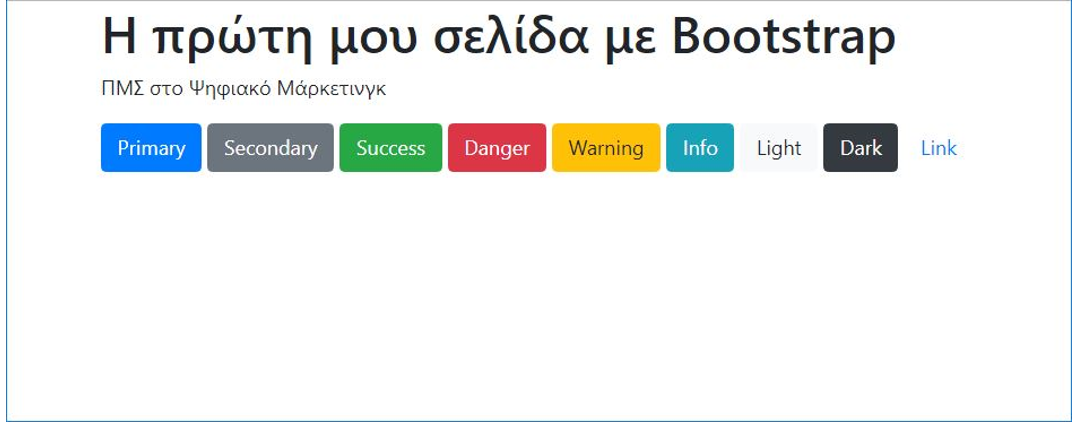 Η πρώτη μου σελίδα με Bootstrap
ΠΜΣ στο Ψηφιακό Μάρκετινγκ
Primary Secondary Success Danger Warning Info Light Dark Link